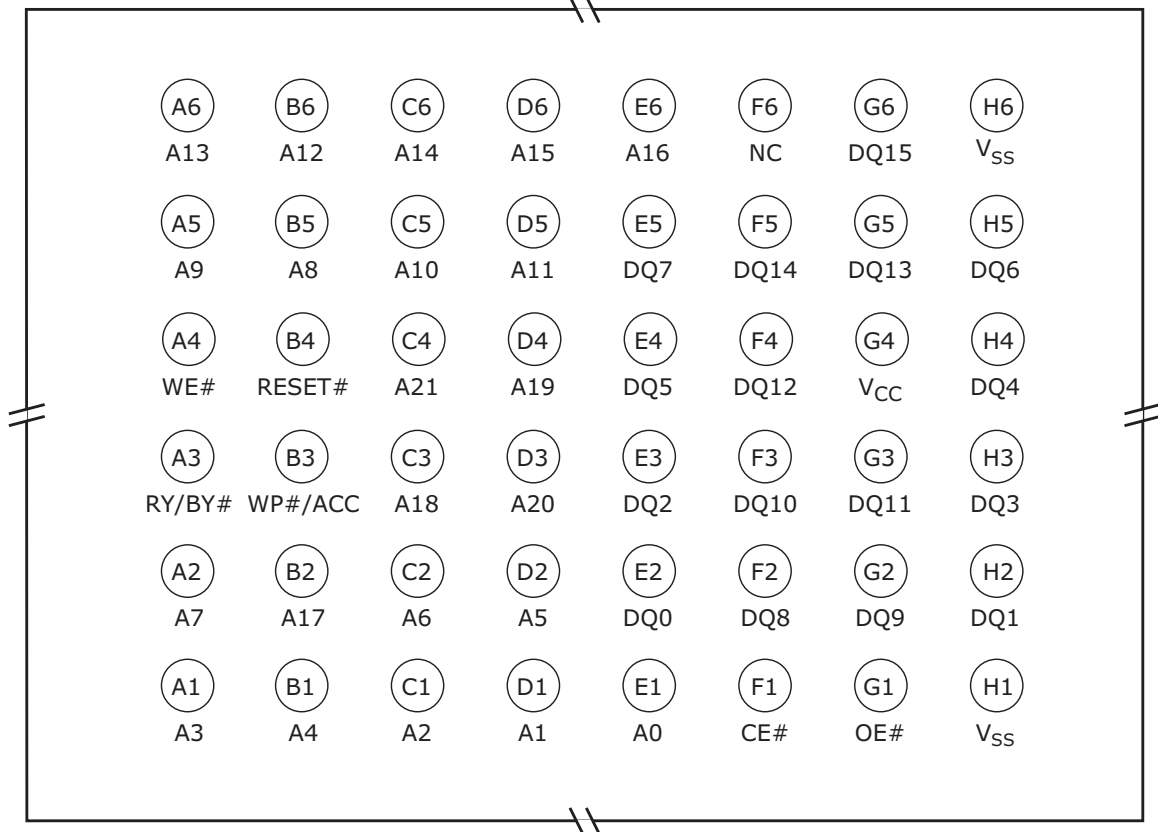 A6 B6 C6 D6 E6 F6 G6 H6
A13 A12 A14 A15 A16 NC DQ15 VSS
A5 B5 C5 D5 E5 F5 G5 H5
A9 A8 A10 A11 DQ7 DQ14 DQ13 DQ6
A4 B4 C4 D4 E4 F4 G4 H4
WE# RESET# A21 A19 DQ5 DQ12 VCC DQ4
A3 B3 C3 D3 E3 F3 G3 H3
RY/BY# WP#/ACC A18 A20 DQ2 DQ10 DQ11 DQ3
A2 B2 C2 D2 E2 F2 G2 H2
A7 A17 A6 A5 DQ0 DQ8 DQ9 DQ1
A1 B1 C1 D1 E1 F1 G1 H1
A3 A4 A2 A1 A0 CE# OE# VSS